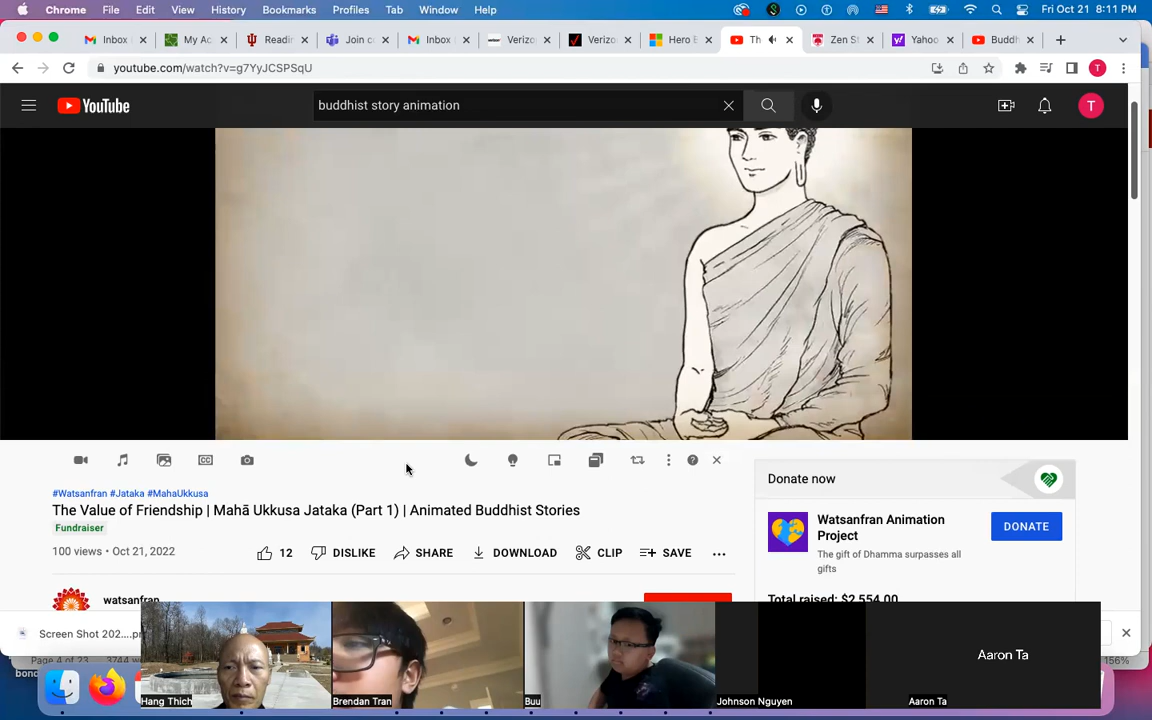 Chrome File Edit View History Bookmarks Profiles Tab Window Help Fri Oct 21 8:11 PM
Inbox My Ac Readin Join c Inbox Verizo Verizo Hero E Th Zen S Yahoo Buddh
youtube.com/watch?v=g7YyJCSPSqU T
YouTube buddhist story animation T
CC
#Watsanfran #Jataka #MahaUkkusa
The Value of Friendship | Mahā Ukkusa Jataka (Part 1) | Animated Buddhist Stories
Fundraiser
100 views • Oct 21, 2022 12 DISLIKE SHARE DOWNLOAD CLIP SAVE
Donate now
Watsanfran Animation
Project
DONATE
The gift of Dhamma surpasses all
gifts
Total raised: $2,554.00
watsanfran
Screen Shot 202....pn
Page 4 of 23 3744 w 156%
bond
Hang Thich Brendan Tran Buu Johnson Nguyen Aaron Ta
Aaron Ta